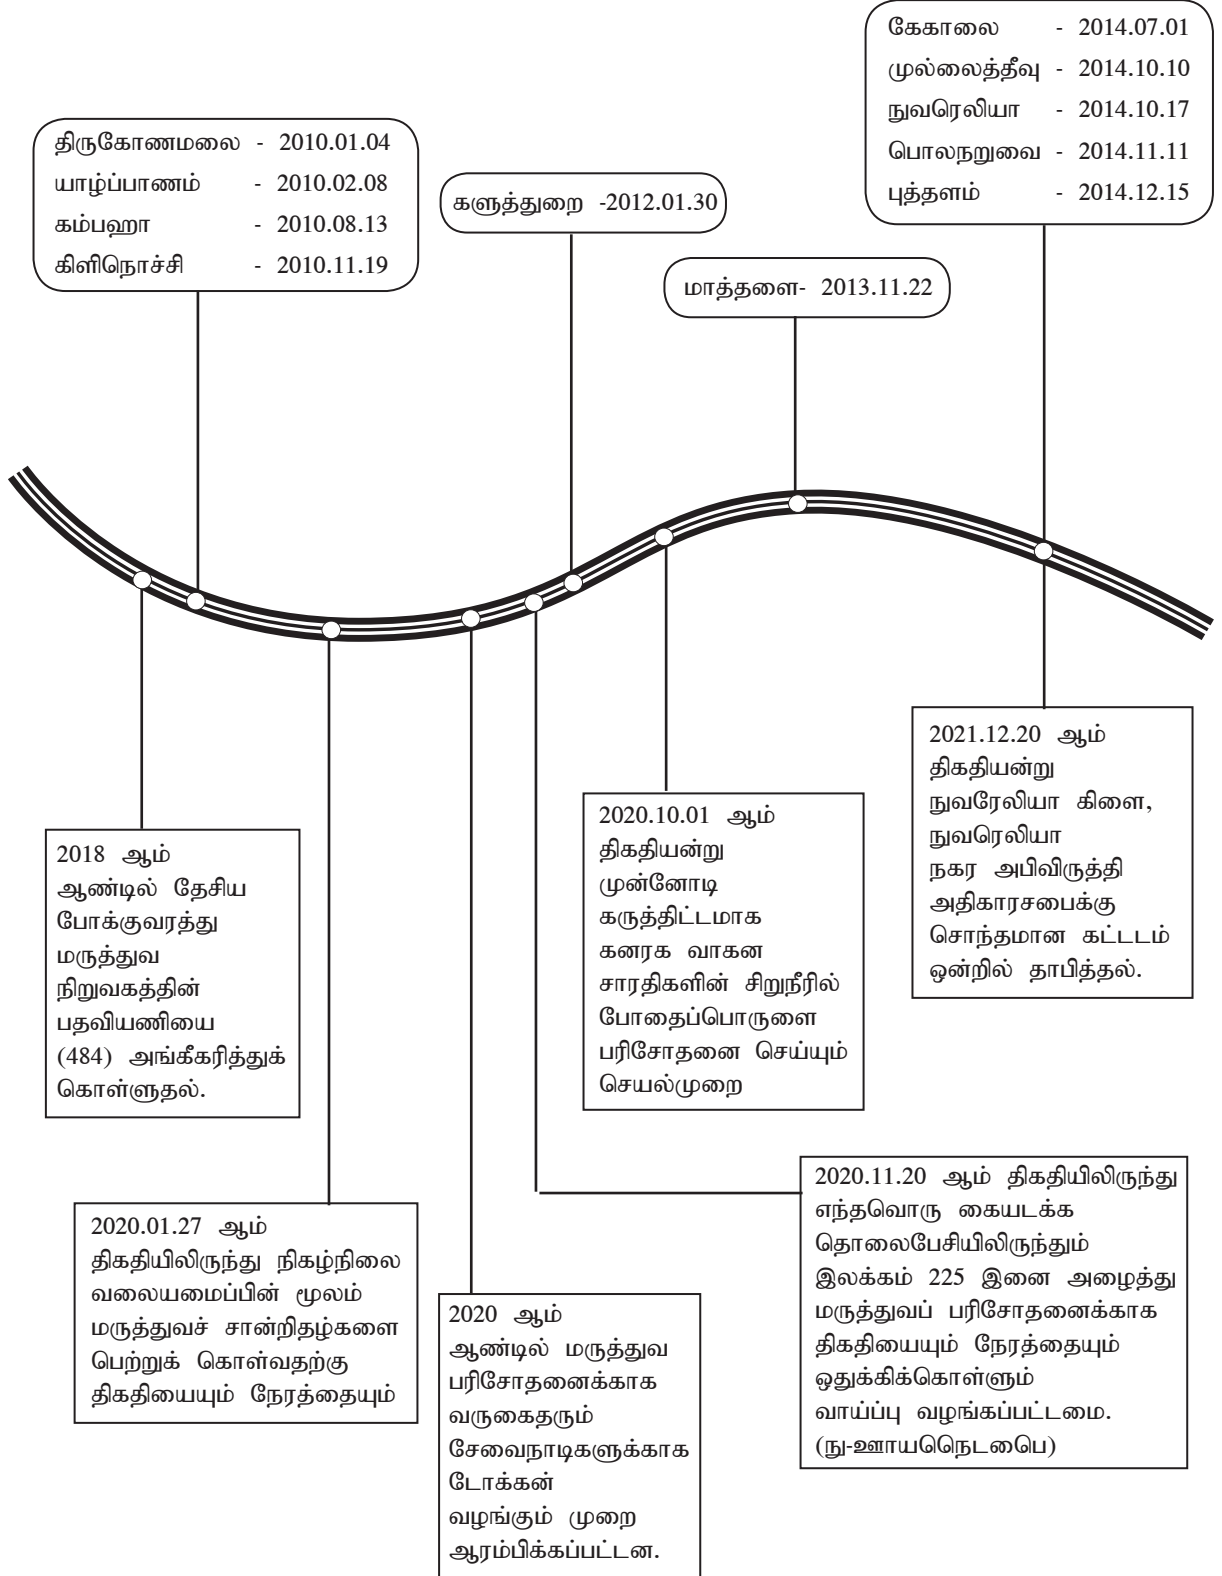 கேகாலை - 2014.07.01
முல்லைத்தீவு - 2014.10.10
நுவரெலியா - 2014.10.17
பொலநறுவை - 2014.11.11
புத்தளம் - 2014.12.15
திருகோணமலை - 2010.01.04
யாழ்ப்பாணம் - 2010.02.08
கம்பஹா - 2010.08.13
கிளிநொச்சி - 2010.11.19
களுத்துறை -2012.01.30
மாத்தளை- 2013.11.22
2018 ஆம்
ஆண்டில் தேசிய
போக்குவரத்து
மருத்துவ
நிறுவகத்தின்
பதவியணியை
(484) அங்கீகரித்துக்
கொள்ளுதல்.
2020.01.27 ஆம்
திகதியிலிருந்து நிகழ்நிலை
வலையமைப்பின் மூலம்
மருத்துவச் சான்றிதழ்களை
பெற்றுக் கொள்வதற்கு
திகதியையும் நேரத்தையும்
2020 ஆம்
ஆண்டில் மருத்துவ
பரிசோதனைக்காக
வருகைதரும்
சேவைநாடிகளுக்காக
டோக்கன்
வழங்கும் முறை
ஆரம்பிக்கப்பட்டன.
2020.10.01 ஆம்
திகதியன்று
முன்னோடி
கருத்திட்டமாக
கனரக வாகன
சாரதிகளின் சிறுநீரில்
போதைப்பொருளை
பரிசோதனை செய்யும்
செயல்முறை
2020.11.20 ஆம் திகதியிலிருந்து
எந்தவொரு கையடக்க
தொலைபேசியிலிருந்தும்
இலக்கம் 225 இனை அழைத்து
மருத்துவப் பரிசோதனைக்காக
திகதியையும் நேரத்தையும்
ஒதுக்கிக்கொள்ளும்
வாய்ப்பு வழங்கப்பட்டமை.
2021.12.20 ஆம்
திகதியன்று
நுவரேலியா கிளை,
நுவரெலியா
நகர அபிவிருத்தி
அதிகாரசபைக்கு
சொந்தமான கட்டடம்
ஒன்றில் தாபித்தல்.